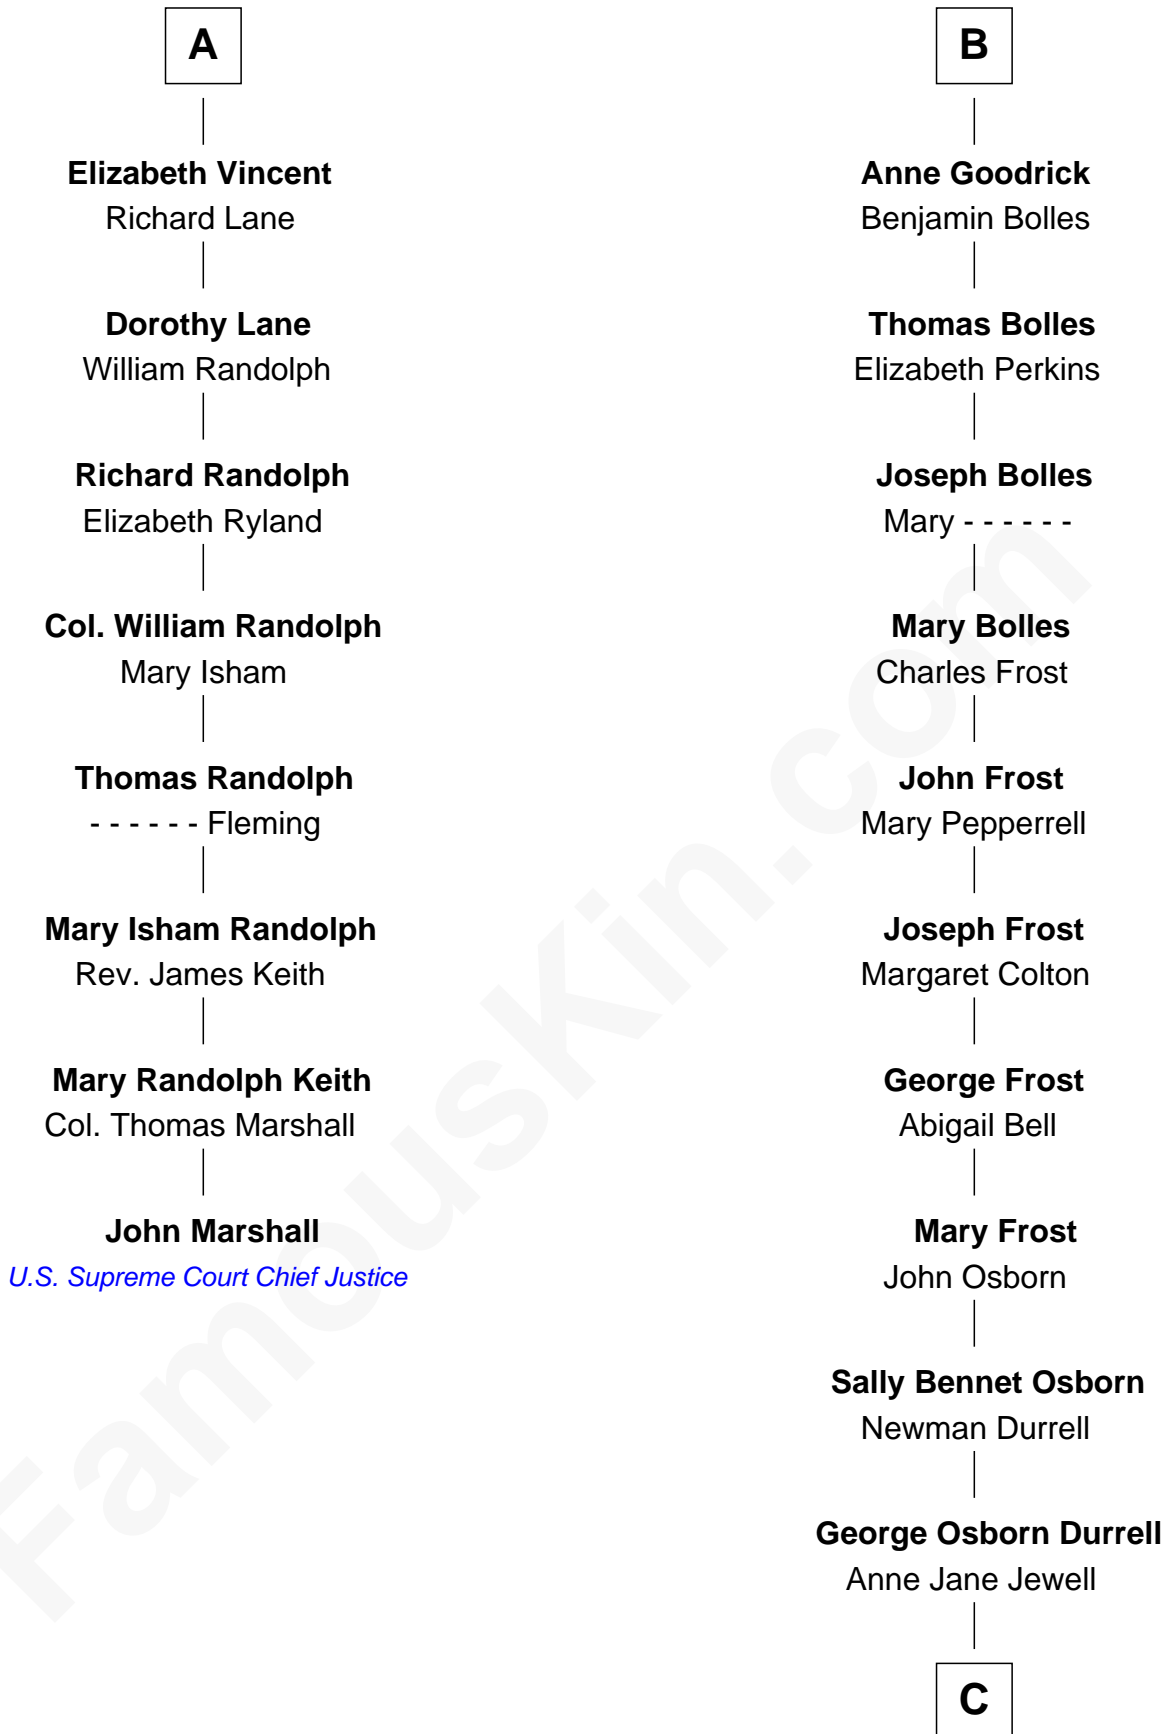 A
Elizabeth Vincent
Richard Lane
Dorothy Lane
William Randolph
Richard Randolph
Elizabeth Ryland
Col. William Randolph
Mary Isham
Thomas Randolph
- - - - - - Fleming
Mary Isham Randolph
Rev. James Keith
Mary Randolph Keith
Col. Thomas Marshall
John Marshall
U.S. Supreme Court Chief Justice
B
Anne Goodrick
Benjamin Bolles
Thomas Bolles
Elizabeth Perkins
Joseph Bolles
Mary - - - - - -
Mary Bolles
Charles Frost
John Frost
Mary Pepperrell
Joseph Frost
Margaret Colton
George Frost
Abigail Bell
Mary Frost
John Osborn
Sally Bennet Osborn
Newman Durrell
George Osborn Durrell
Anne Jane Jewell
C
FamousKin.com